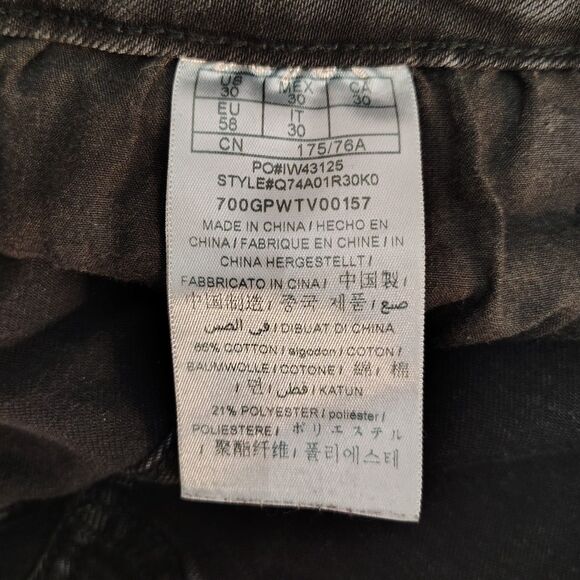 US MEX CA
30 30 30
EU IT
58 30
CN 175/76A
PO#IW43125
STYLE#Q74A01R30K0
700GPWTV00157
MADE IN CHINA / HECHO EN
CHINA / FABRIQUE EN CHINE / IN
CHINA HERGESTELLT /
FABBRICATO IN CINA / 中国製 /
中国制造 / 중국 제품 / صنع
في الصين / DIBUAT DI CHINA
66% COTTON / algodon / COTON /
BAUMWOLLE / COTONE / 綿 / 棉
/ 면 / قطن / KATUN
21% POLYESTER / poliéster /
POLIESTERE / ポリエステル
/ 聚酯纤维 / 폴리에스테